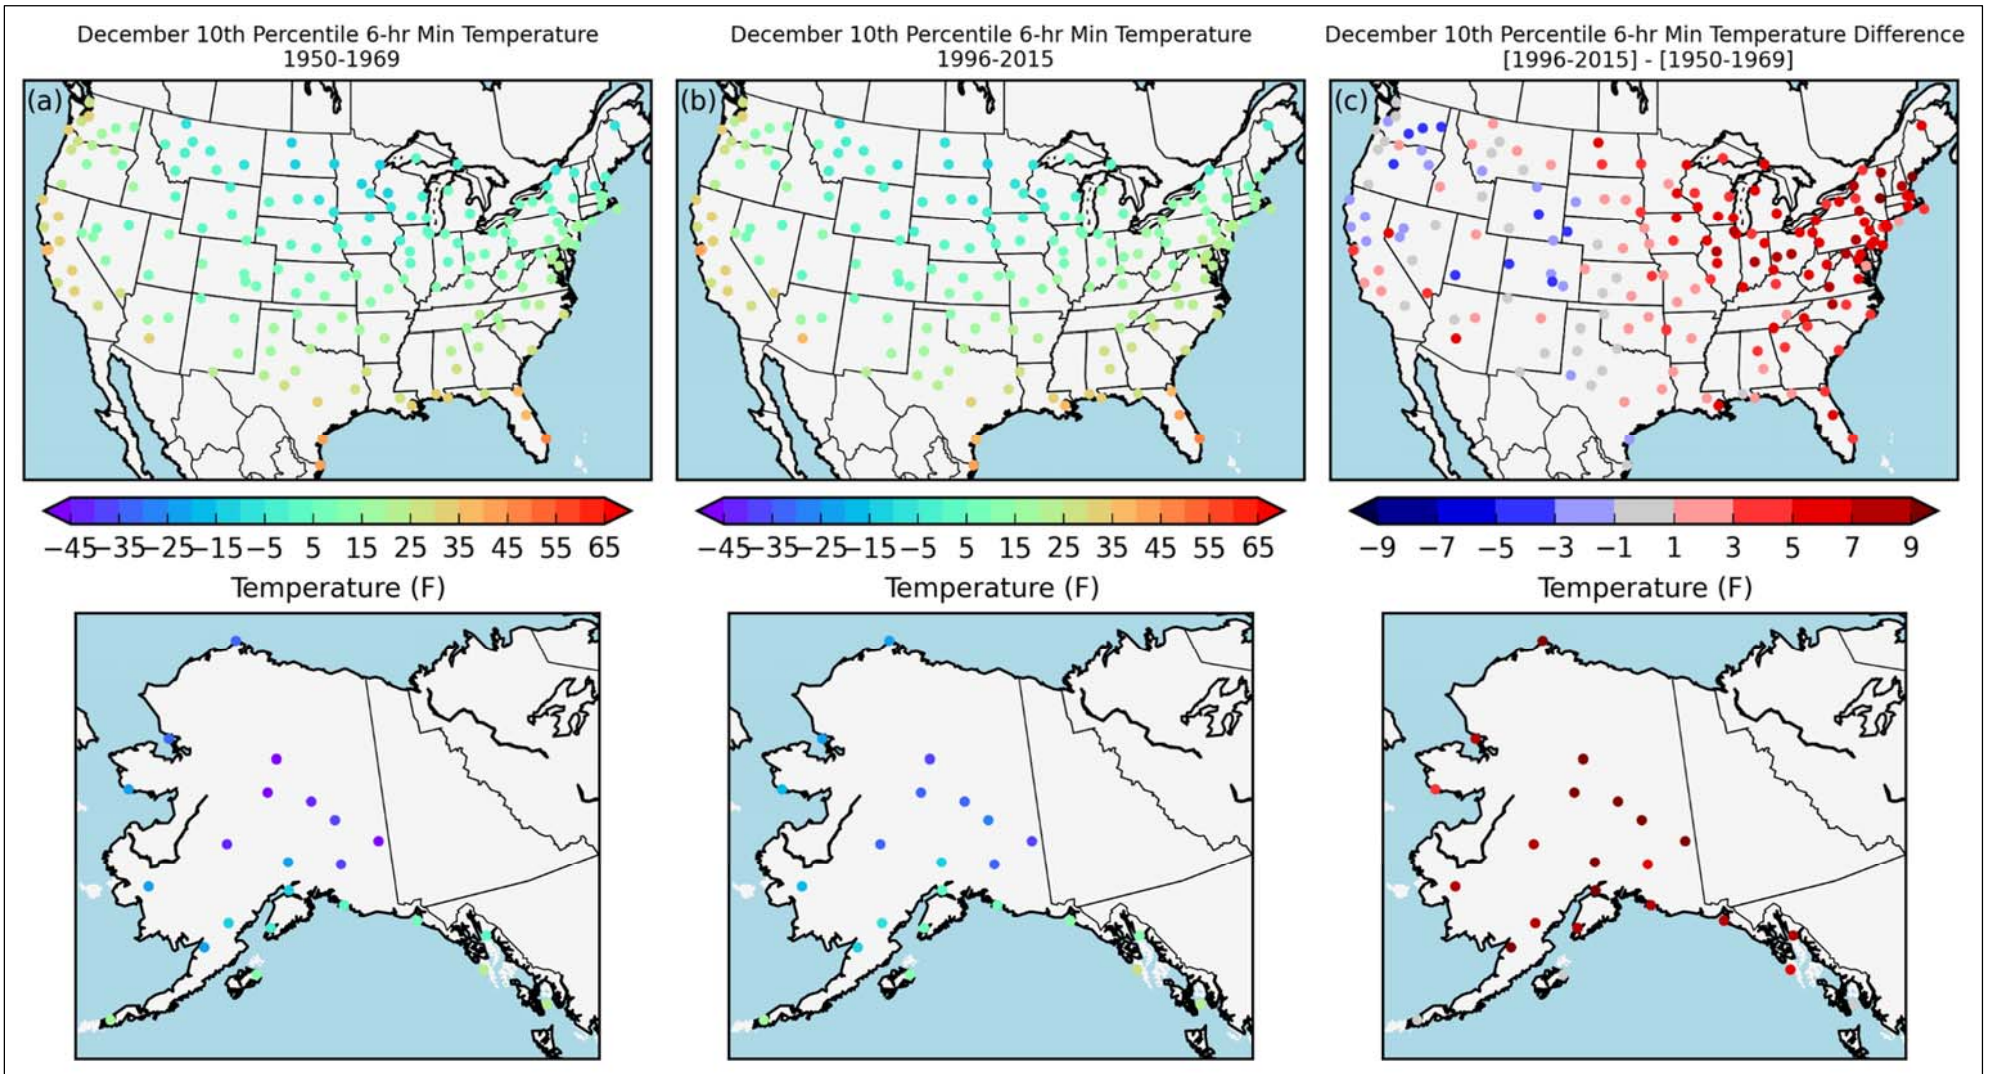 December 10th Percentile 6-hr Min Temperature
1950-1969
December 10th Percentile 6-hr Min Temperature
1996-2015
December 10th Percentile 6-hr Min Temperature Difference
[1996-2015] - [1950-1969]
(a)
(b)
(c)
−45−35−25−15−5 5 15 25 35 45 55 65
Temperature (F)
−45−35−25−15−5 5 15 25 35 45 55 65
Temperature (F)
−9 −7 −5 −3 −1 1 3 5 7 9
Temperature (F)